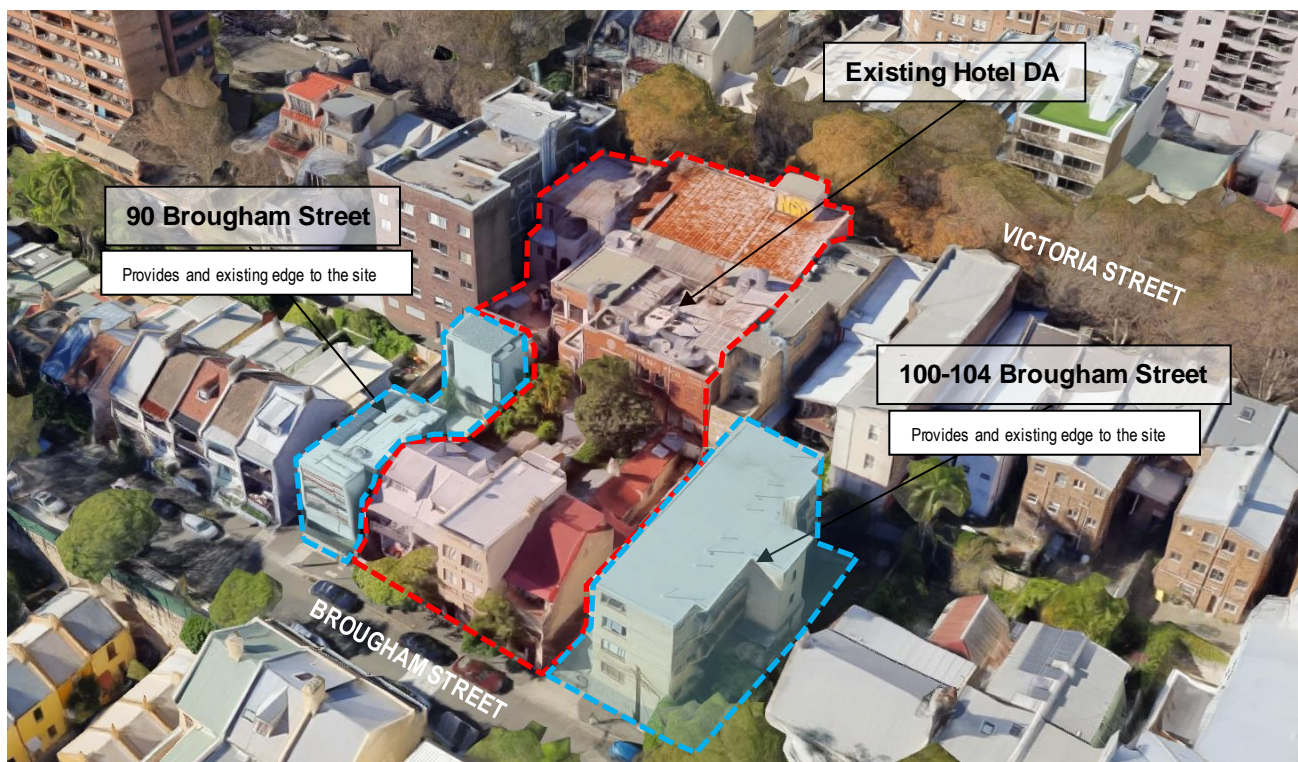 Existing Hotel DA
90 Brougham Street
Provides and existing edge to the site
VICTORIA STREET
100-104 Brougham Street
Provides and existing edge to the site
BROUGHAM STREET